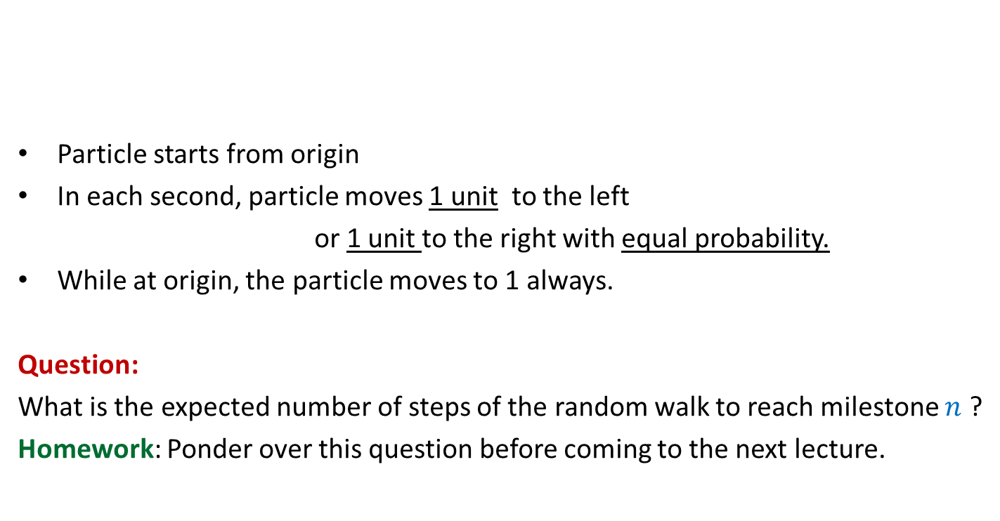 • Particle starts from origin
• In each second, particle moves 1 unit to the left
or 1 unit to the right with equal probability.
• While at origin, the particle moves to 1 always.
Question:
What is the expected number of steps of the random walk to reach milestone n ?
Homework: Ponder over this question before coming to the next lecture.